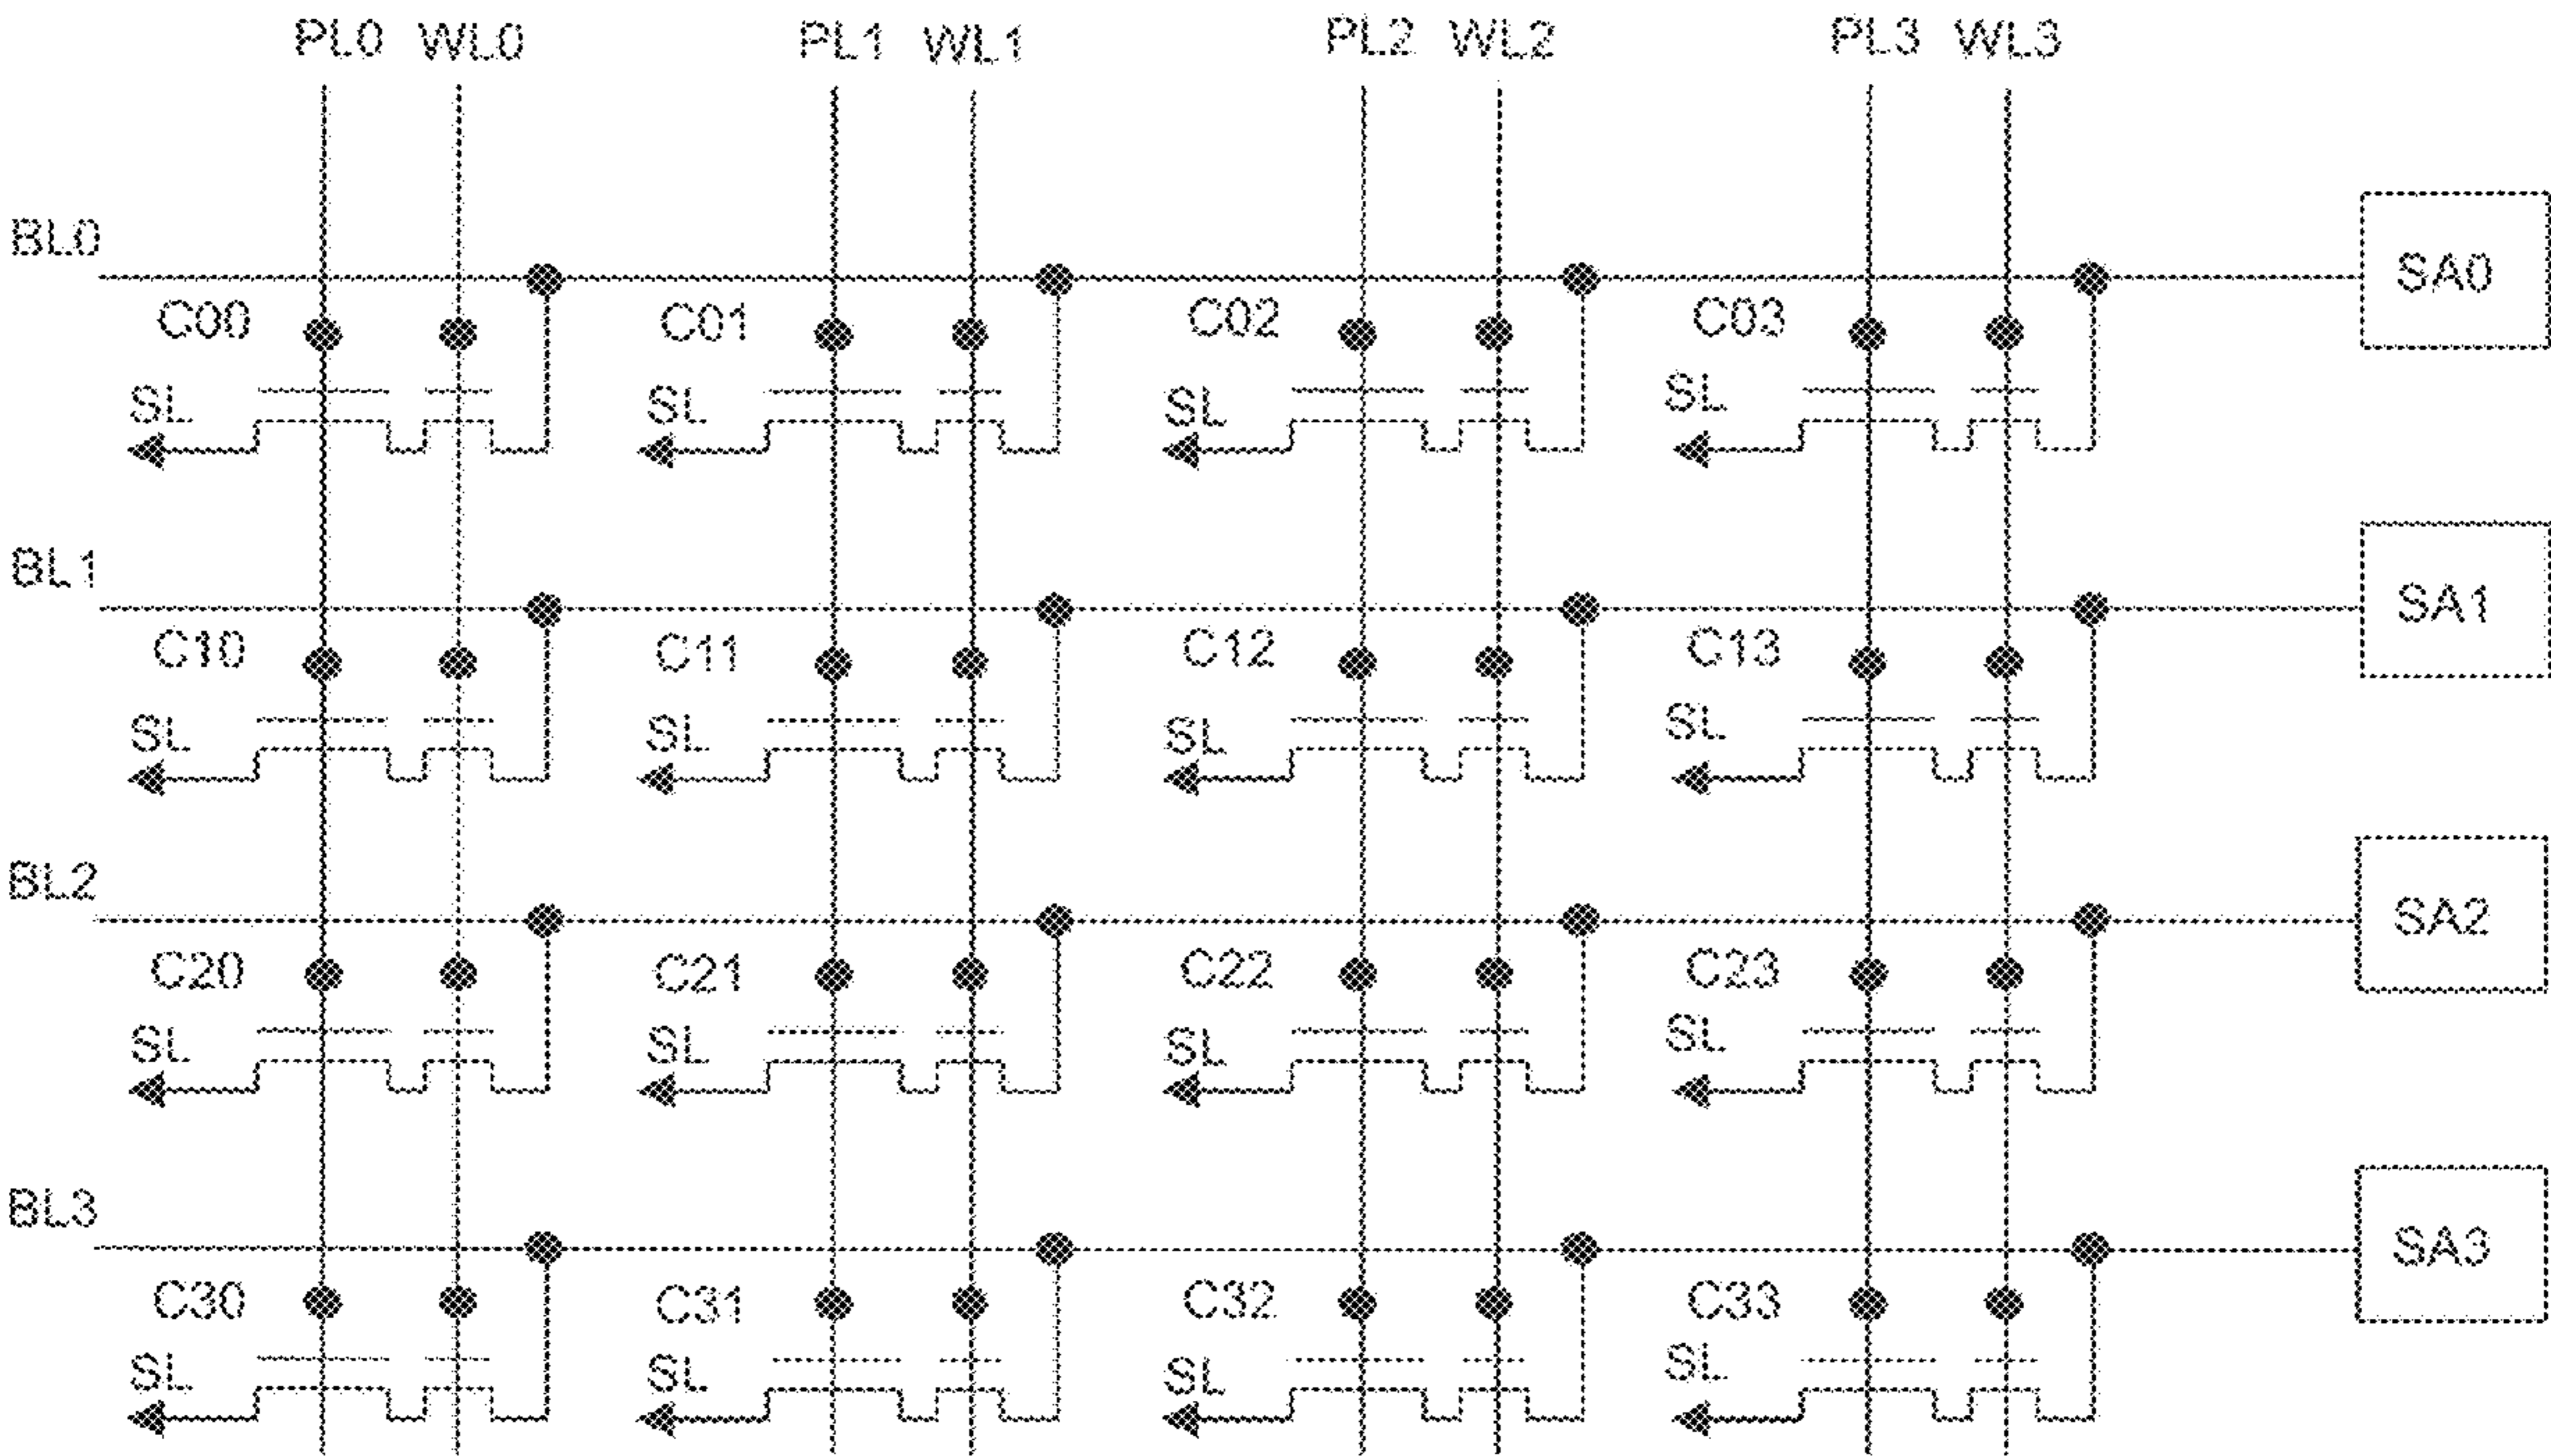 PL0 WL0 PL1 WL1 PL2 WL2 PL3 WL3
BL0 SA0
C00 C01 C02 C03
SL SL SL SL
BL1 SA1
C10 C11 C12 C13
SL SL SL SL
BL2 SA2
C20 C21 C22 C23
SL SL SL SL
BL3 SA3
C30 C31 C32 C33
SL SL SL SL